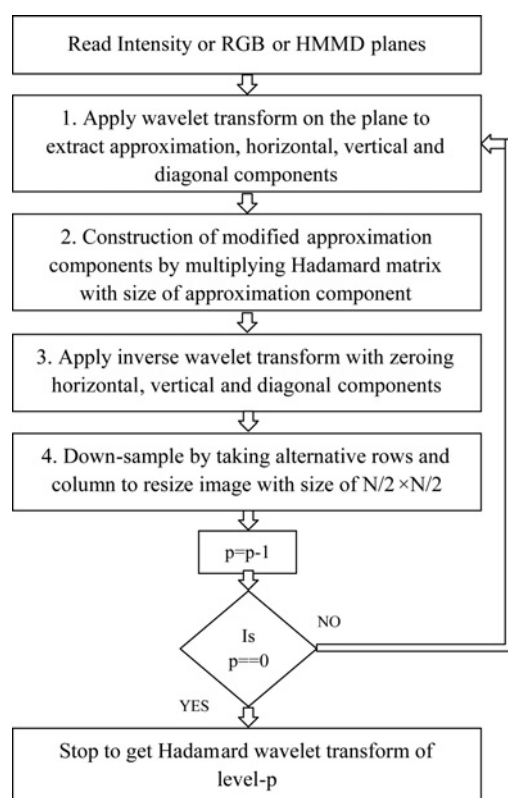 Read Intensity or RGB or HMMD planes
1. Apply wavelet transform on the plane to
extract approximation, horizontal, vertical and
diagonal components
2. Construction of modified approximation
components by multiplying Hadamard matrix
with size of approximation component
3. Apply inverse wavelet transform with zeroing
horizontal, vertical and diagonal components
4. Down-sample by taking alternative rows and
column to resize image with size of N/2 ×N/2
p=p-1
Is
p==0
NO
YES
Stop to get Hadamard wavelet transform of
level-p